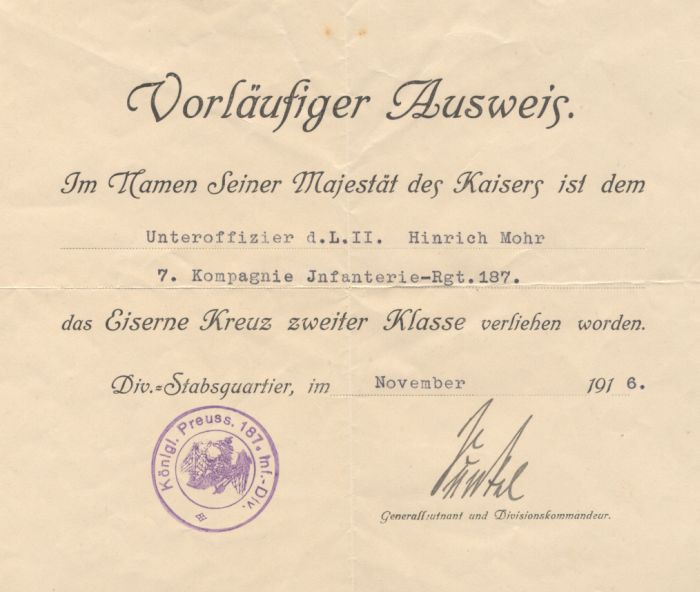 Vorläufiger Ausweis.
Im Namen Seiner Majestät des Kaisers ist dem
Unteroffizier d.L.II. Hinrich Mohr
7. Kompagnie Jnfanterie-Rgt.187.
das Eiserne Kreuz zweiter Klasse verliehen worden.
Div.=Stabsquartier, im November 1916.
Königl. Preuss. 187. Inf.-Div.
Generalleutnant und Divisionskommandeur.